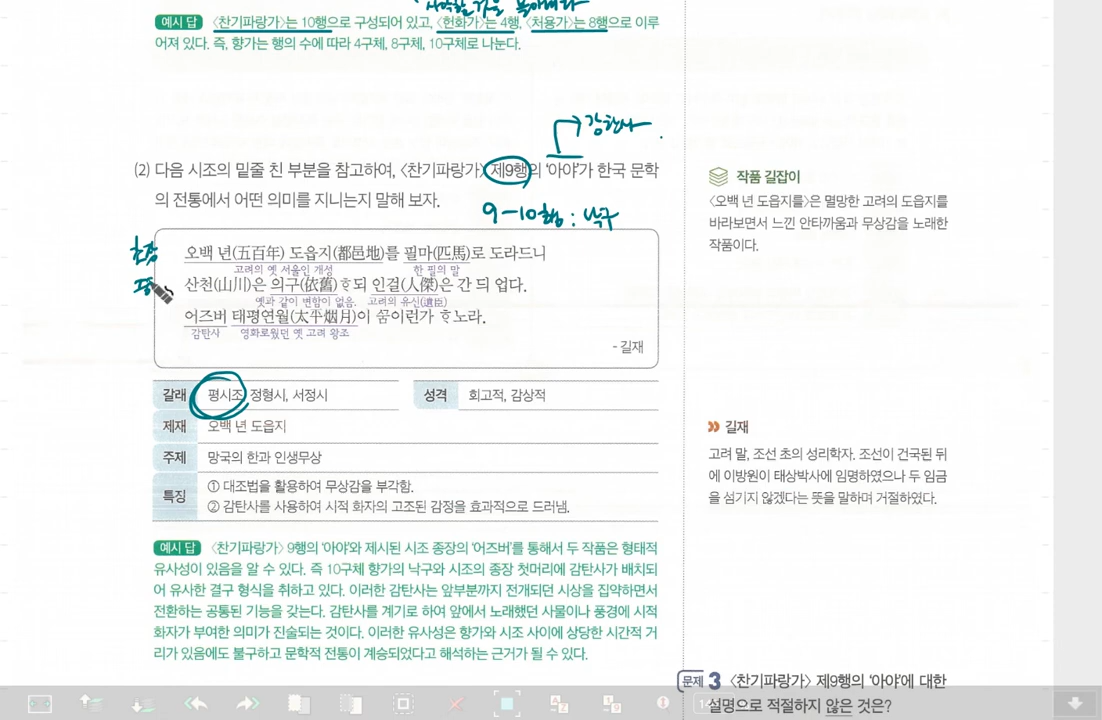 예시 답 〈찬기파랑가〉는 10행으로 구성되어 있고, 〈헌화가〉는 4행, 〈처용가〉는 8행으로 이루
어져 있다. 즉, 향가는 행의 수에 따라 4구체, 8구체, 10구체로 나눈다.
감탄사
(2) 다음 시조의 밑줄 친 부분을 참고하여, 〈찬기파랑가〉 제9행의 '아야'가 한국 문학
의 전통에서 어떤 의미를 지니는지 말해 보자.
9-10행 : 낙구
초장
오백 년(五百年) 도읍지(都邑地)를 필마(匹馬)로 도라드니
고려의 옛 서울인 개성 한 필의 말
산천(山川)은 의구(依舊)ᄒᆞ되 인걸(人傑)은 간 듸 업다.
옛과 같이 변함이 없음. 고려의 유신(遺臣)
어즈버 태평연월(太平烟月)이 ᄭᅮᆷ이런가 ᄒᆞ노라.
감탄사 영화로웠던 옛 고려 왕조
- 길재
갈래 평시조, 정형시, 서정시 성격 회고적, 감상적
제재 오백 년 도읍지
주제 망국의 한과 인생무상
특징 ① 대조법을 활용하여 무상감을 부각함.
② 감탄사를 사용하여 시적 화자의 고조된 감정을 효과적으로 드러냄.
예시 답 〈찬기파랑가〉 9행의 '아야'와 제시된 시조 종장의 '어즈버'를 통해서 두 작품은 형태적
유사성이 있음을 알 수 있다. 즉 10구체 향가의 낙구와 시조의 종장 첫머리에 감탄사가 배치되
어 유사한 결구 형식을 취하고 있다. 이러한 감탄사는 앞부분까지 전개되던 시상을 집약하면서
전환하는 공통된 기능을 갖는다. 감탄사를 계기로 하여 앞에서 노래했던 사물이나 풍경에 시적
화자가 부여한 의미가 진술되는 것이다. 이러한 유사성은 향가와 시조 사이에 상당한 시간적 거
리가 있음에도 불구하고 문학적 전통이 계승되었다고 해석하는 근거가 될 수 있다.
작품 길잡이
〈오백 년 도읍지를〉은 멸망한 고려의 도읍지를
바라보면서 느낀 안타까움과 무상감을 노래한
작품이다.
길재
고려 말, 조선 초의 성리학자. 조선이 건국된 뒤
에 이방원이 태상박사에 임명하였으나 두 임금
을 섬기지 않겠다는 뜻을 말하며 거절하였다.
문제 3 〈찬기파랑가〉 제9행의 '아야'에 대한
설명으로 적절하지 않은 것은?